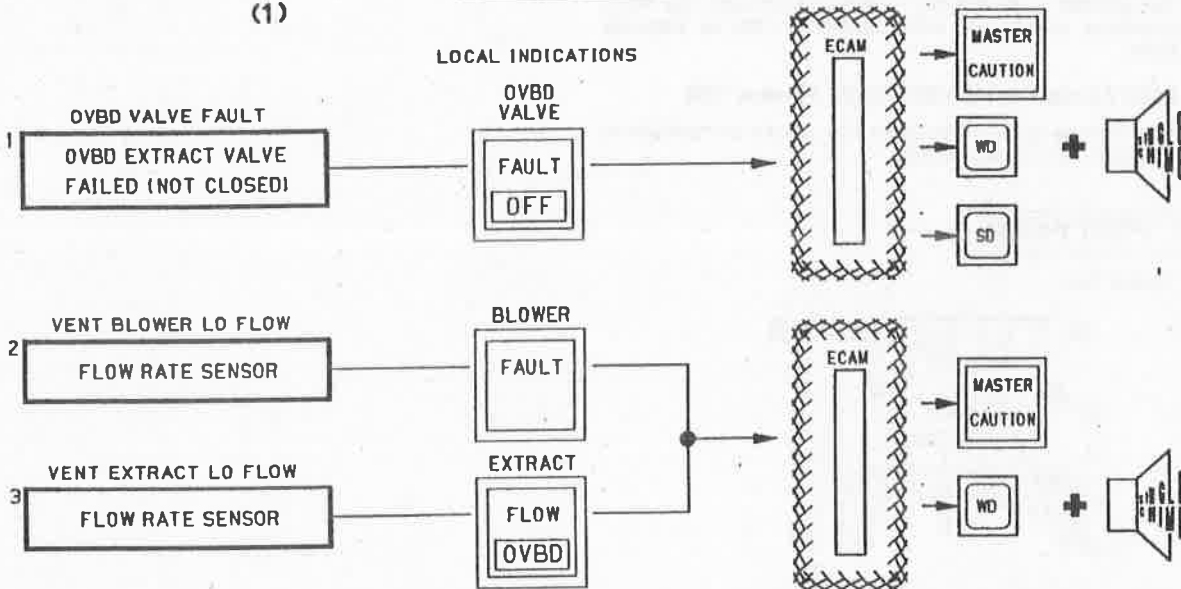 (1)
LOCAL INDICATIONS
1
OVBD VALVE FAULT
OVBD EXTRACT VALVE
FAILED (NOT CLOSED)
OVBD
VALVE
FAULT
OFF
ECAM
MASTER
CAUTION
WD
+
SD
2
VENT BLOWER LO FLOW
FLOW RATE SENSOR
BLOWER
FAULT
3
VENT EXTRACT LO FLOW
FLOW RATE SENSOR
EXTRACT
FLOW
OVBD
ECAM
MASTER
CAUTION
WD
+